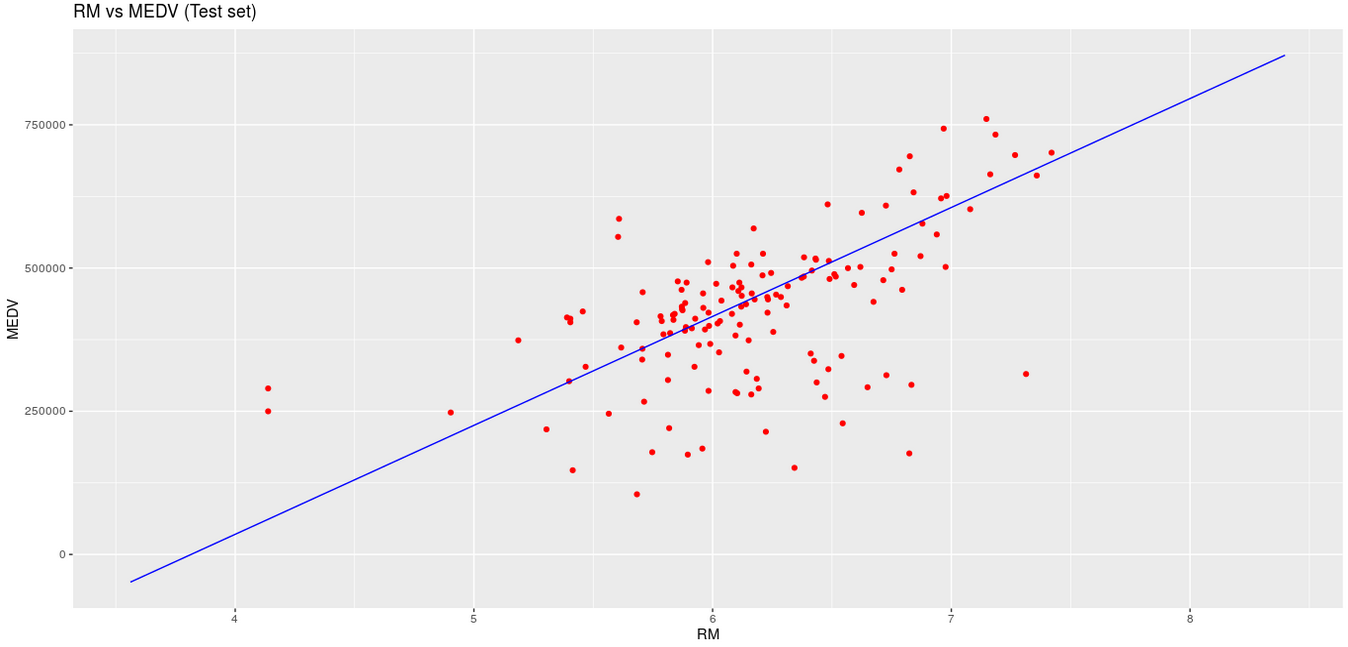 RM vs MEDV (Test set)
MEDV
750000
500000
250000
0
4 5 6 7 8
RM